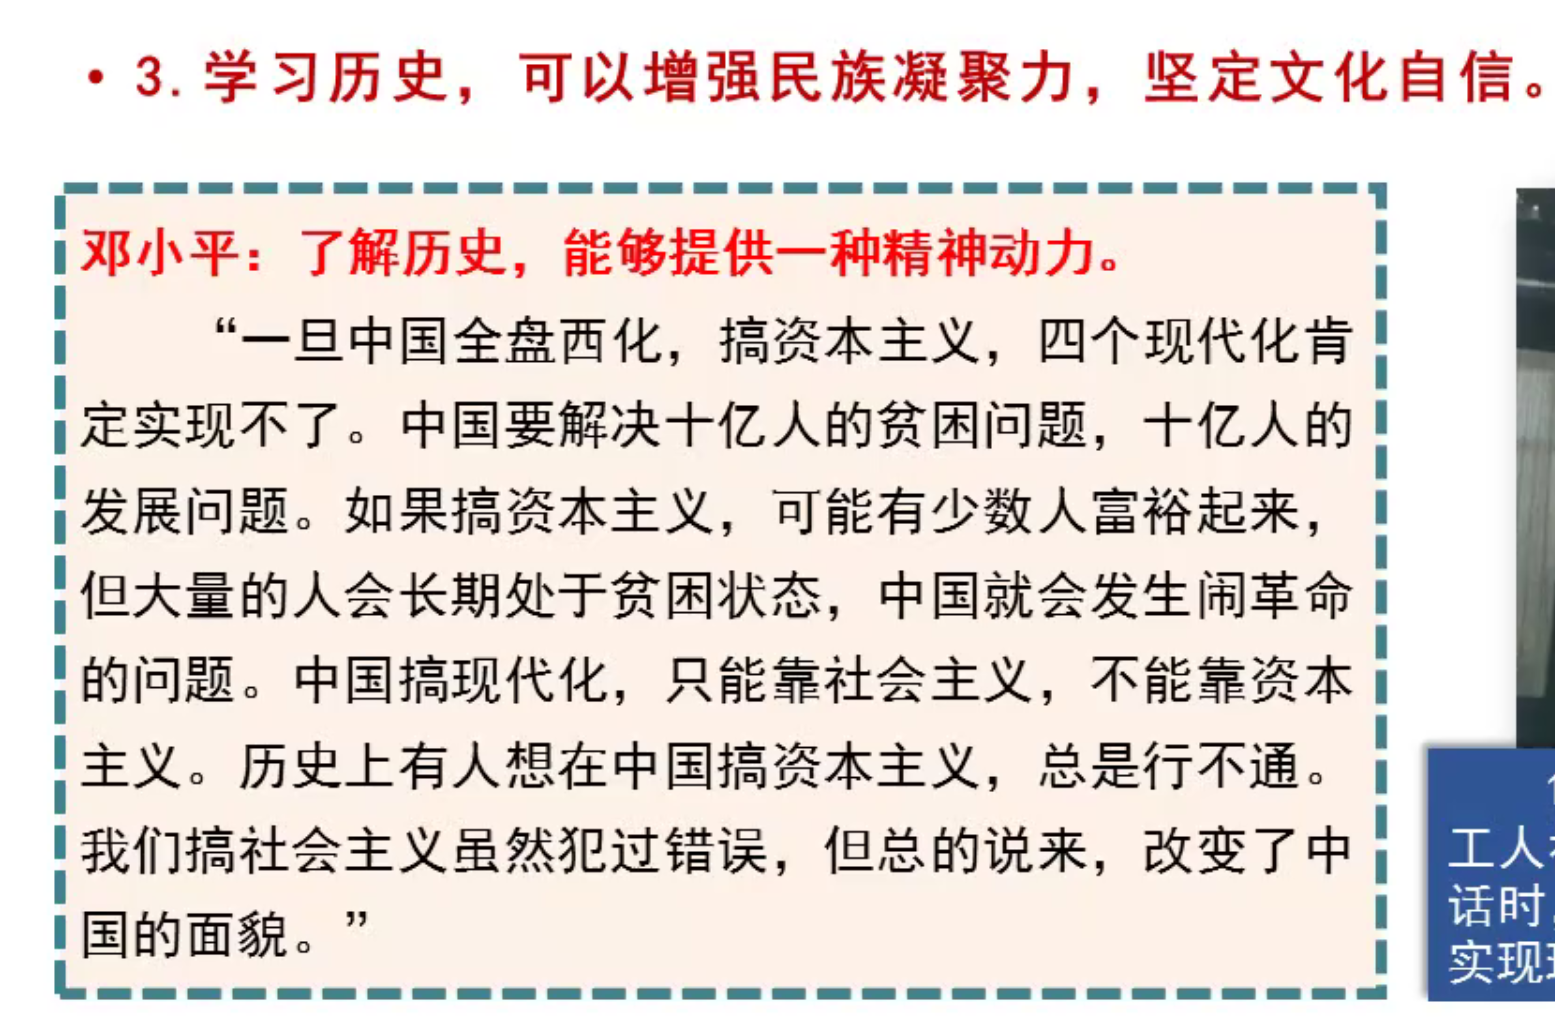 • 3. 学习历史，可以增强民族凝聚力，坚定文化自信。
邓小平：了解历史，能够提供一种精神动力。
“一旦中国全盘西化，搞资本主义，四个现代化肯
定实现不了。中国要解决十亿人的贫困问题，十亿人的
发展问题。如果搞资本主义，可能有少数人富裕起来，
但大量的人会长期处于贫困状态，中国就会发生闹革命
的问题。中国搞现代化，只能靠社会主义，不能靠资本
主义。历史上有人想在中国搞资本主义，总是行不通。
我们搞社会主义虽然犯过错误，但总的说来，改变了中
国的面貌。”
工人
话时
实现